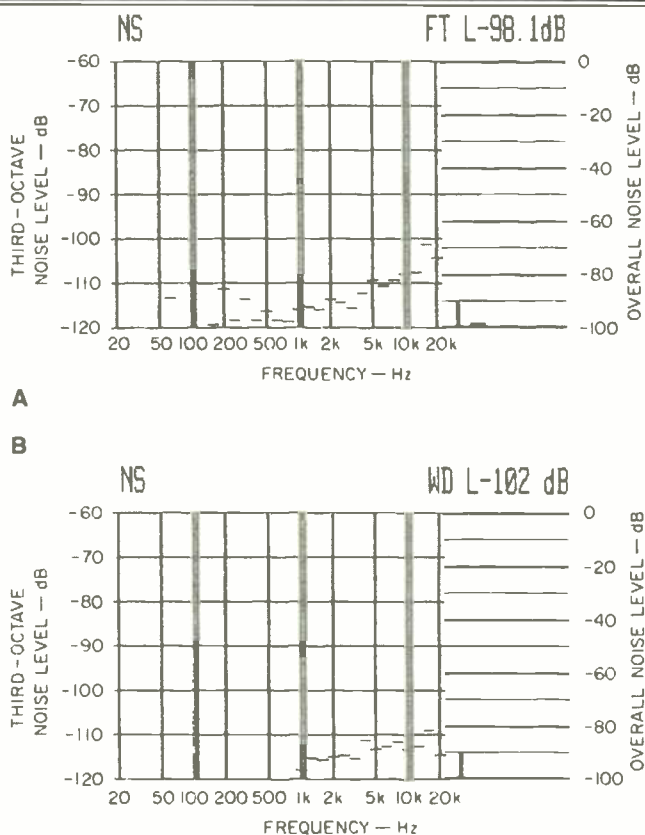 NS FT L-98.1dB
-60
-70
-80
-90
-100
-110
-120
THIRD-OCTAVE
NOISE LEVEL — dB
0
-20
-40
-60
-80
-100
OVERALL NOISE LEVEL — dB
20 50 100 200 500 1k 2k 5k 10k 20k
FREQUENCY — Hz
A
B
NS WD L-102 dB
-60
-70
-80
-90
-100
-110
-120
THIRD-OCTAVE
NOISE LEVEL — dB
0
-20
-40
-60
-80
-100
OVERALL NOISE LEVEL — dB
20 50 100 200 500 1k 2k 5k 10k 20k
FREQUENCY — Hz